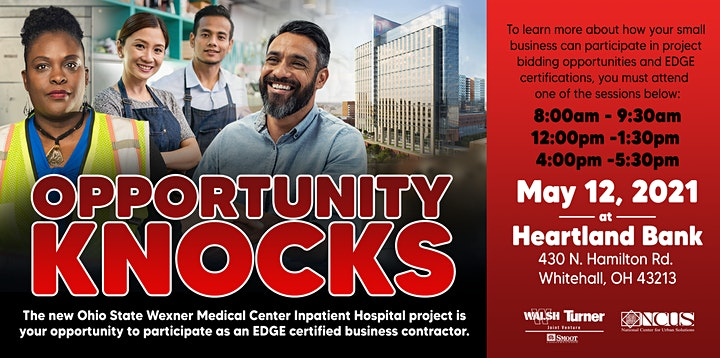 OPPORTUNITY
KNOCKS
The new Ohio State Wexner Medical Center Inpatient Hospital project is
your opportunity to participate as an EDGE certified business contractor.
To learn more about how your small
business can participate in project
bidding opportunities and EDGE
certifications, you must attend
one of the sessions below:
8:00am - 9:30am
12:00pm -1:30pm
4:00pm -5:30pm
May 12, 2021
at
Heartland Bank
430 N. Hamilton Rd.
Whitehall, OH 43213
WALSH Turner
Joint Venture
SMOOT
NCUS
National Center for Urban Solutions